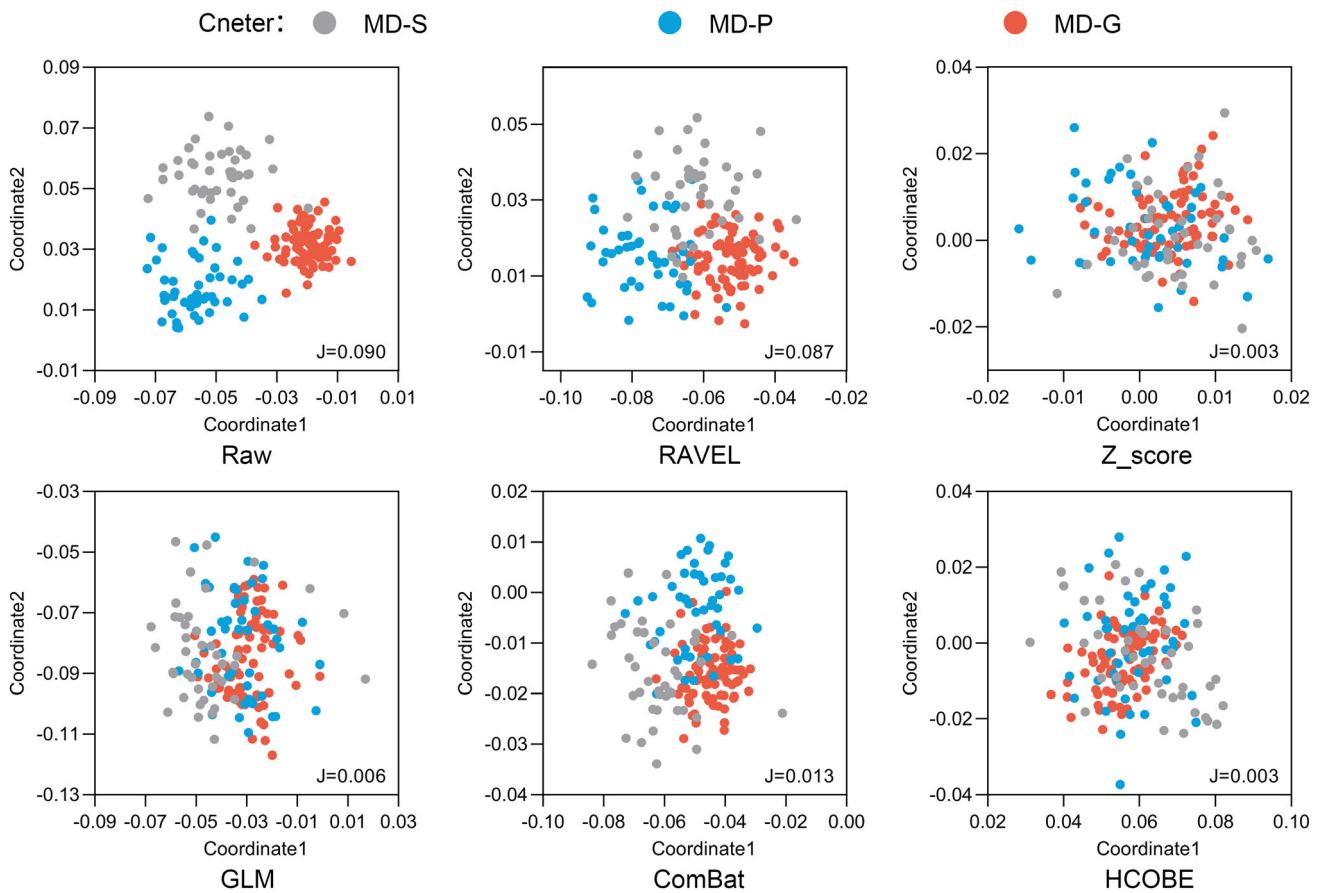 Cneter: MD-S MD-P MD-G
0.09
0.07
0.05
0.03
0.01
-0.01
Coordinate2
J=0.090
-0.09 -0.07 -0.05 -0.03 -0.01 0.01
Coordinate1
Raw
0.05
0.03
0.01
-0.01
Coordinate2
J=0.087
-0.10 -0.08 -0.06 -0.04 -0.02
Coordinate1
RAVEL
0.04
0.02
0.00
-0.02
Coordinate2
J=0.003
-0.02 -0.01 0.00 0.01 0.02
Coordinate1
Z_score
-0.03
-0.05
-0.07
-0.09
-0.11
-0.13
Coordinate2
J=0.006
-0.09 -0.07 -0.05 -0.03 -0.01 0.01 0.03
Coordinate1
GLM
0.02
0.01
0.00
-0.01
-0.02
-0.03
-0.04
Coordinate2
J=0.013
-0.10 -0.08 -0.06 -0.04 -0.02 0.00
Coordinate1
ComBat
0.04
0.02
0.00
-0.02
-0.04
Coordinate2
J=0.003
0.02 0.04 0.06 0.08 0.10
Coordinate1
HCOBE